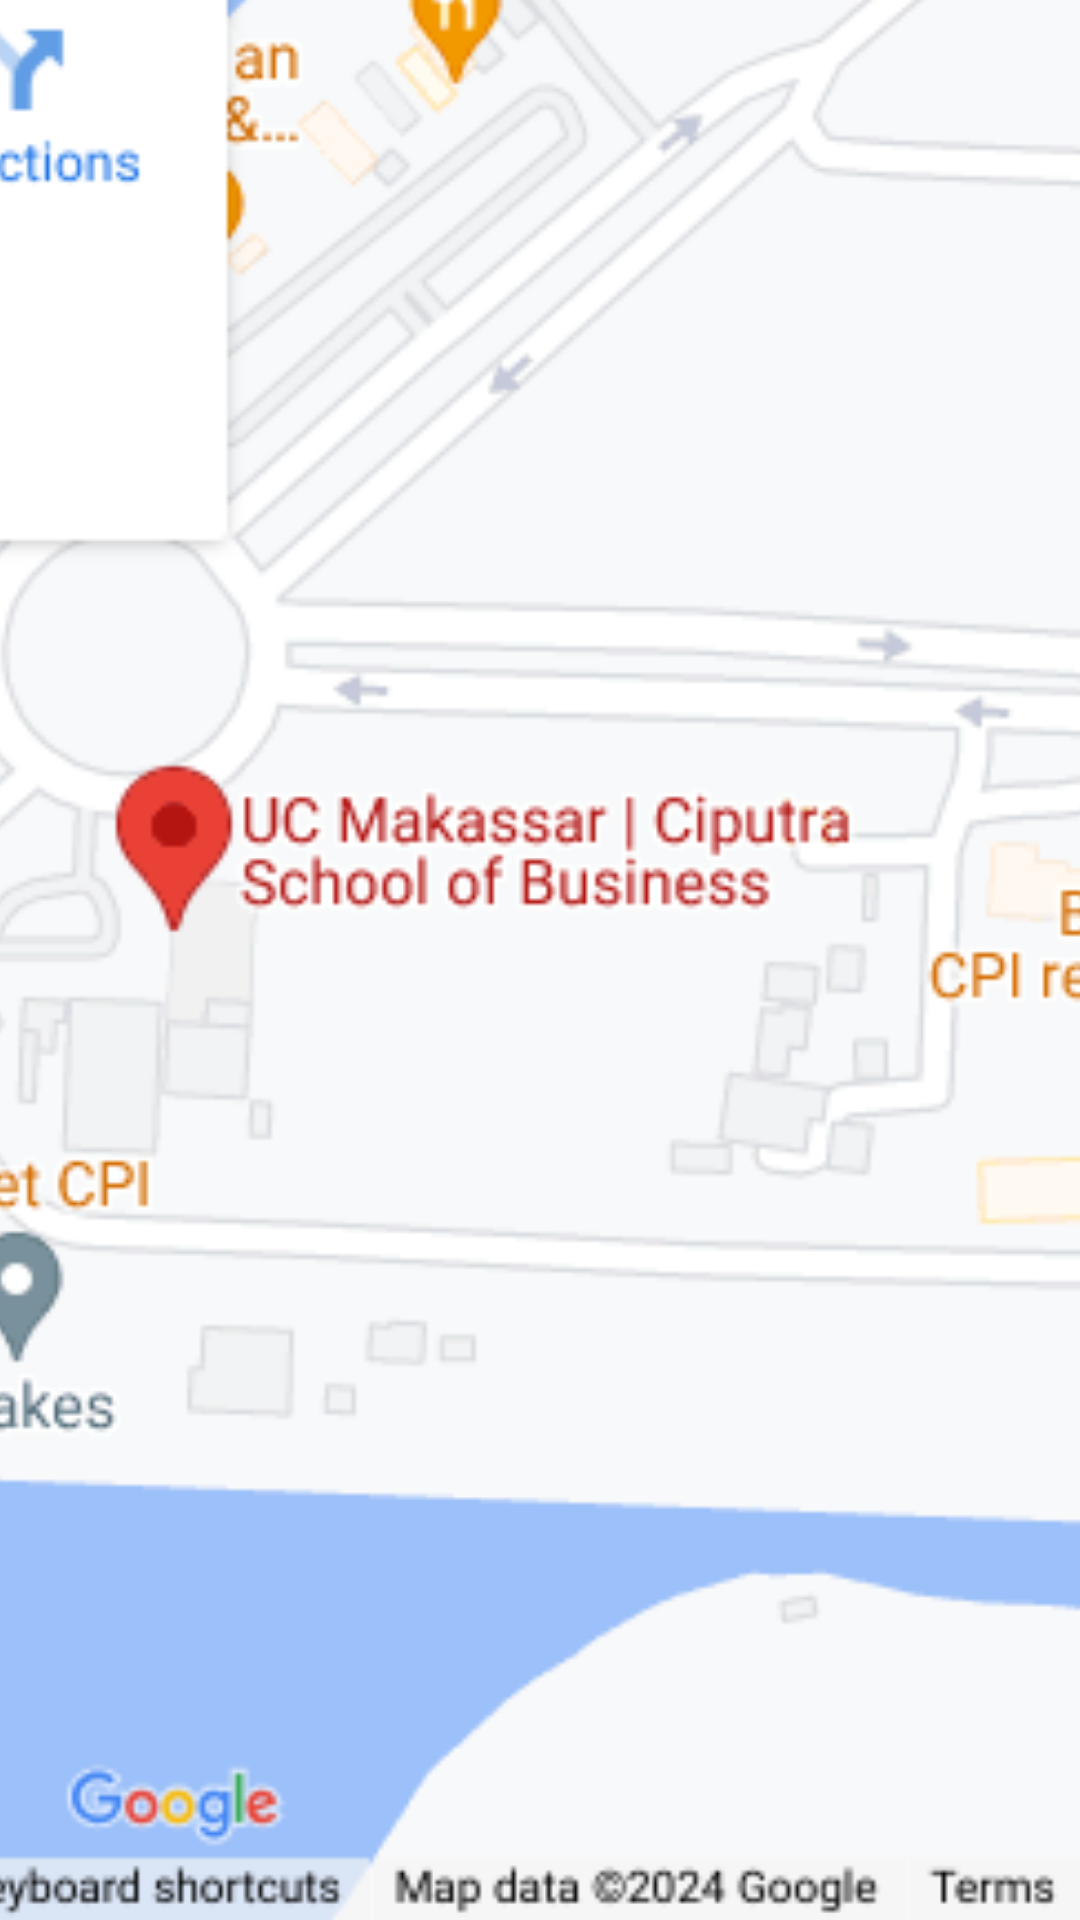 an
&...
ctions
UC Makassar | Ciputra
School of Business
B
CPI re
et CPI
akes
Google
eyboard shortcuts
Map data ©2024 Google
Terms